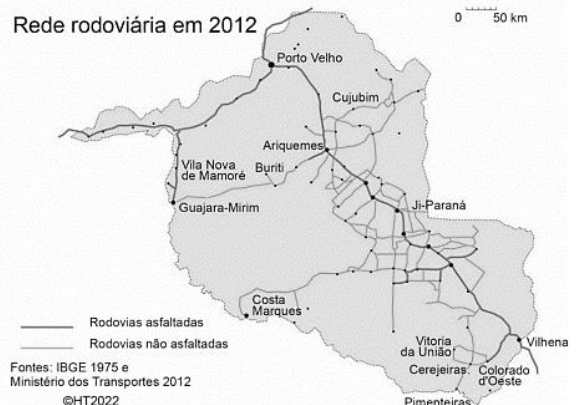 Rede rodoviária em 2012
0 50 km
Porto Velho
Cujubim
Ariquemes
Vila Nova
de Mamoré
Buriti
Guajara-Mirim
Ji-Paraná
Costa
Marques
Rodovias asfaltadas
Rodovias não asfaltadas
Vitoria
da União
Vilhena
Cerejeiras
Colorado
d'Oeste
Pimenteiras
Fontes: IBGE 1975 e
Ministério dos Transportes 2012
©HT2022